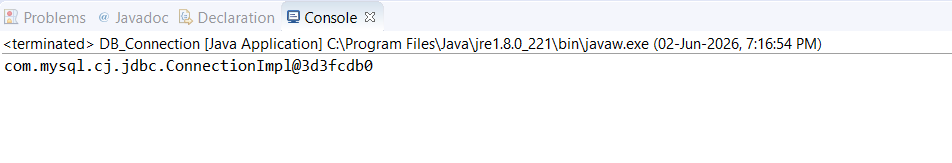 Problems @ Javadoc Declaration Console
<terminated> DB_Connection [Java Application] C:\Program Files\Java\jre1.8.0_221\bin\javaw.exe (02-Jun-2026, 7:16:54 PM)
com.mysql.cj.jdbc.ConnectionImpl@3d3fcdb0